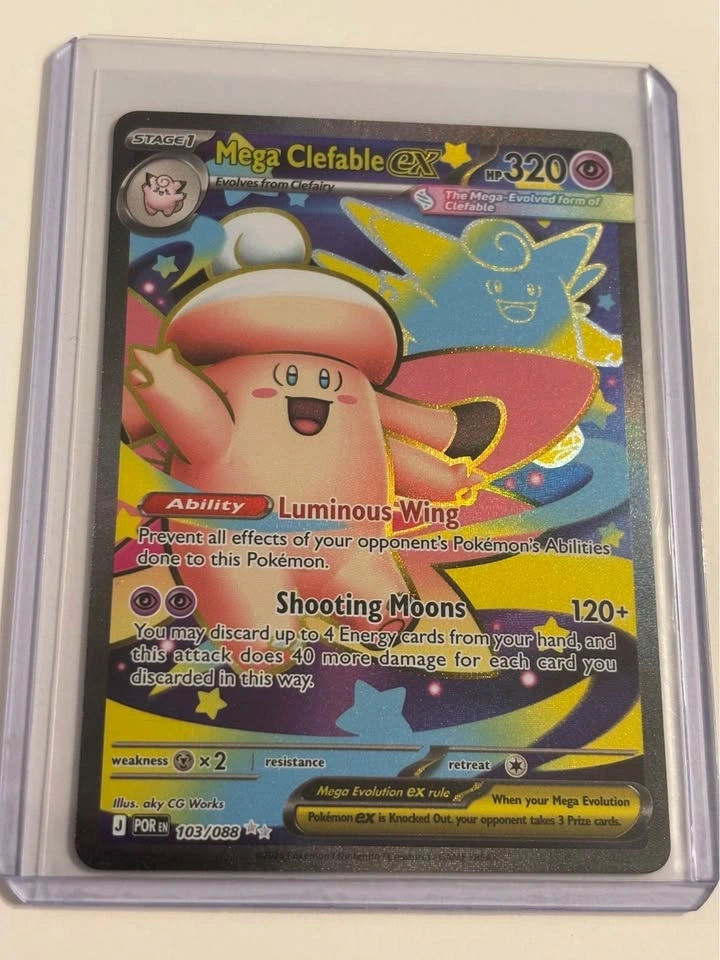 STAGE 1
Mega Clefable ex
HP 320
Evolves from Clefairy
The Mega-Evolved form of
Clefable
Ability Luminous Wing
Prevent all effects of your opponent's Pokémon's Abilities
done to this Pokémon.
Shooting Moons 120+
You may discard up to 4 Energy cards from your hand, and
this attack does 40 more damage for each card you
discarded in this way.
weakness ×2 resistance retreat
Illus. aky CG Works
Mega Evolution ex rule
When your Mega Evolution
Pokémon ex is Knocked Out, your opponent takes 3 Prize cards.
J POR EN 103/088